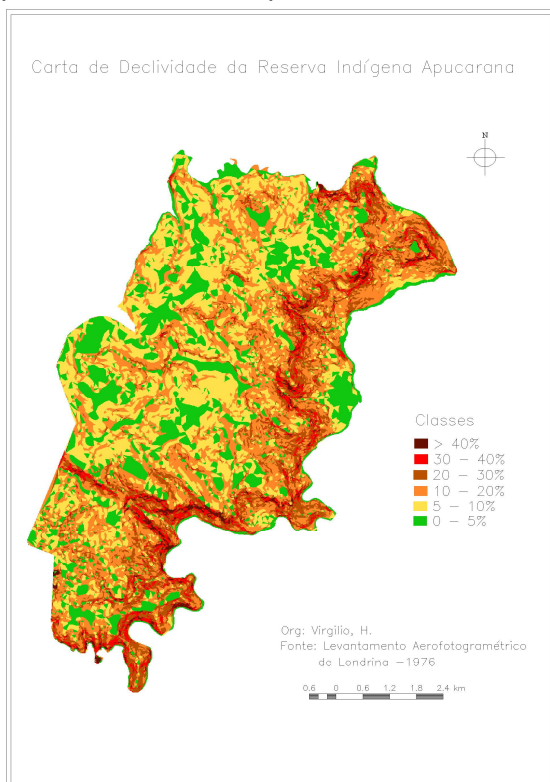 Carta de Declividade da Reserva Indígena Apucarana
N
Classes
> 40%
30 – 40%
20 – 30%
10 – 20%
5 – 10%
0 – 5%
Org: Virgilio, H.
Fonte: Levantamento Aerofotogramétrico
de Londrina –1976
0.6 0 0.6 1.2 1.8 2.4 km